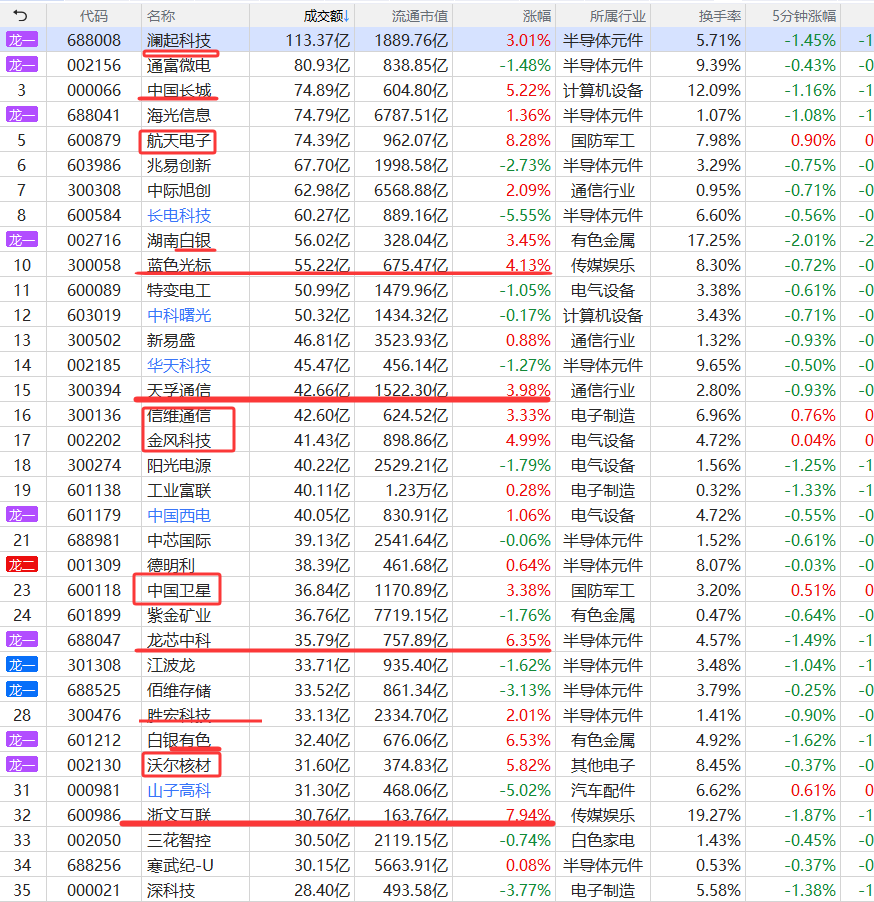 代码 名称 成交额↓ 流通市值 涨幅 所属行业 换手率 5分钟涨幅
龙一 688008 澜起科技 113.37亿 1889.76亿 3.01% 半导体元件 5.71% -1.45% -1
龙一 002156 通富微电 80.93亿 838.85亿 -1.48% 半导体元件 9.39% -0.43% -0
3 000066 中国长城 74.89亿 604.80亿 5.22% 计算机设备 12.09% -1.16% -1
龙一 688041 海光信息 74.79亿 6787.51亿 1.36% 半导体元件 1.07% -1.08% -0
5 600879 航天电子 74.39亿 962.07亿 8.28% 国防军工 7.98% 0.90% 0
6 603986 兆易创新 67.70亿 1998.58亿 -2.73% 半导体元件 3.29% -0.75% -0
7 300308 中际旭创 62.98亿 6568.88亿 2.09% 通信行业 0.95% -0.71% -0
8 600584 长电科技 60.27亿 889.16亿 -5.55% 半导体元件 6.60% -0.56% -0
龙一 002716 湖南白银 56.02亿 328.04亿 3.45% 有色金属 17.25% -2.01% -2
10 300058 蓝色光标 55.22亿 675.47亿 4.13% 传媒娱乐 8.30% -0.72% -0
11 600089 特变电工 50.99亿 1479.96亿 -1.05% 电气设备 3.38% -0.61% -0
12 603019 中科曙光 50.32亿 1434.32亿 -0.17% 计算机设备 3.43% -0.71% -0
13 300502 新易盛 46.81亿 3523.93亿 0.88% 通信行业 1.32% -0.93% -0
14 002185 华天科技 45.47亿 456.14亿 -1.27% 半导体元件 9.65% -0.50% -0
15 300394 天孚通信 42.66亿 1522.30亿 3.98% 通信行业 2.80% -0.93% -0
16 300136 信维通信 42.60亿 624.52亿 3.33% 电子制造 6.96% 0.76% 0
17 002202 金风科技 41.43亿 898.86亿 4.99% 电气设备 4.72% 0.04% 0
18 300274 阳光电源 40.22亿 2529.21亿 -1.79% 电气设备 1.56% -1.25% -1
19 601138 工业富联 40.11亿 1.23万亿 0.28% 电子制造 0.32% -1.33% -1
龙一 601179 中国西电 40.05亿 830.91亿 1.06% 电气设备 4.72% -0.55% -0
21 688981 中芯国际 39.13亿 2541.64亿 -0.06% 半导体元件 1.52% -0.61% -0
龙二 001309 德明利 38.39亿 461.68亿 0.64% 半导体元件 8.07% -0.03% -0
23 600118 中国卫星 36.84亿 1170.89亿 3.38% 国防军工 3.20% 0.51% 0
24 601899 紫金矿业 36.76亿 7719.15亿 -1.76% 有色金属 0.47% -0.64% -0
龙一 688047 龙芯中科 35.79亿 757.89亿 6.35% 半导体元件 4.57% -1.49% -1
龙一 301308 江波龙 33.71亿 935.40亿 -1.62% 半导体元件 3.48% -1.04% -1
龙一 688525 佰维存储 33.52亿 861.34亿 -3.13% 半导体元件 3.79% -0.25% -0
28 300476 胜宏科技 33.13亿 2334.70亿 2.01% 半导体元件 1.41% -0.90% -0
龙一 601212 白银有色 32.40亿 676.06亿 6.53% 有色金属 4.92% -1.62% -1
龙一 002130 沃尔核材 31.60亿 374.83亿 5.82% 其他电子 8.45% -0.37% -0
31 000981 山子高科 31.30亿 468.06亿 -5.02% 汽车配件 6.62% 0.61% 0
32 600986 浙文互联 30.76亿 163.76亿 7.94% 传媒娱乐 19.27% -1.87% -1
33 002050 三花智控 30.50亿 2119.15亿 -0.74% 白色家电 1.43% -0.45% -0
34 688256 寒武纪-U 30.15亿 5663.91亿 0.08% 半导体元件 0.53% -0.37% -0
35 000021 深科技 28.40亿 493.58亿 -3.77% 电子制造 5.58% -1.38% -1